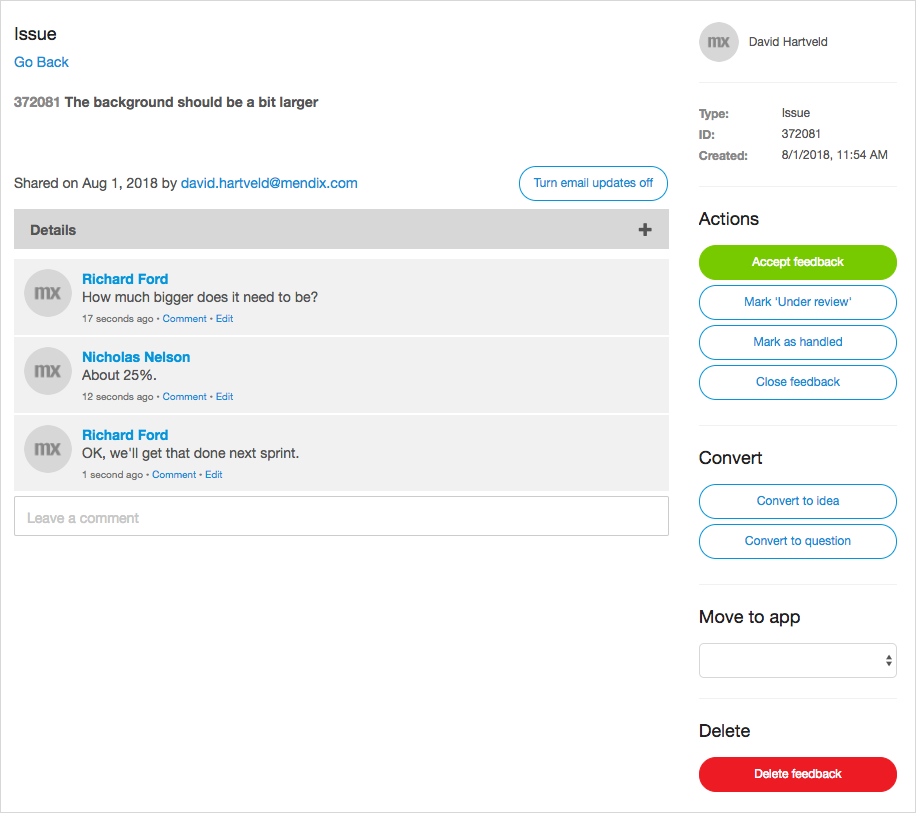 Issue
Go Back
372081 The background should be a bit larger
Shared on Aug 1, 2018 by david.hartveld@mendix.com
Turn email updates off
Details
mx
Richard Ford
How much bigger does it need to be?
17 seconds ago • Comment • Edit
mx
Nicholas Nelson
About 25%.
12 seconds ago • Comment • Edit
mx
Richard Ford
OK, we'll get that done next sprint.
1 second ago • Comment • Edit
Leave a comment
mx
David Hartveld
Type: Issue
ID: 372081
Created: 8/1/2018, 11:54 AM
Actions
Accept feedback
Mark 'Under review'
Mark as handled
Close feedback
Convert
Convert to idea
Convert to question
Move to app
Delete
Delete feedback